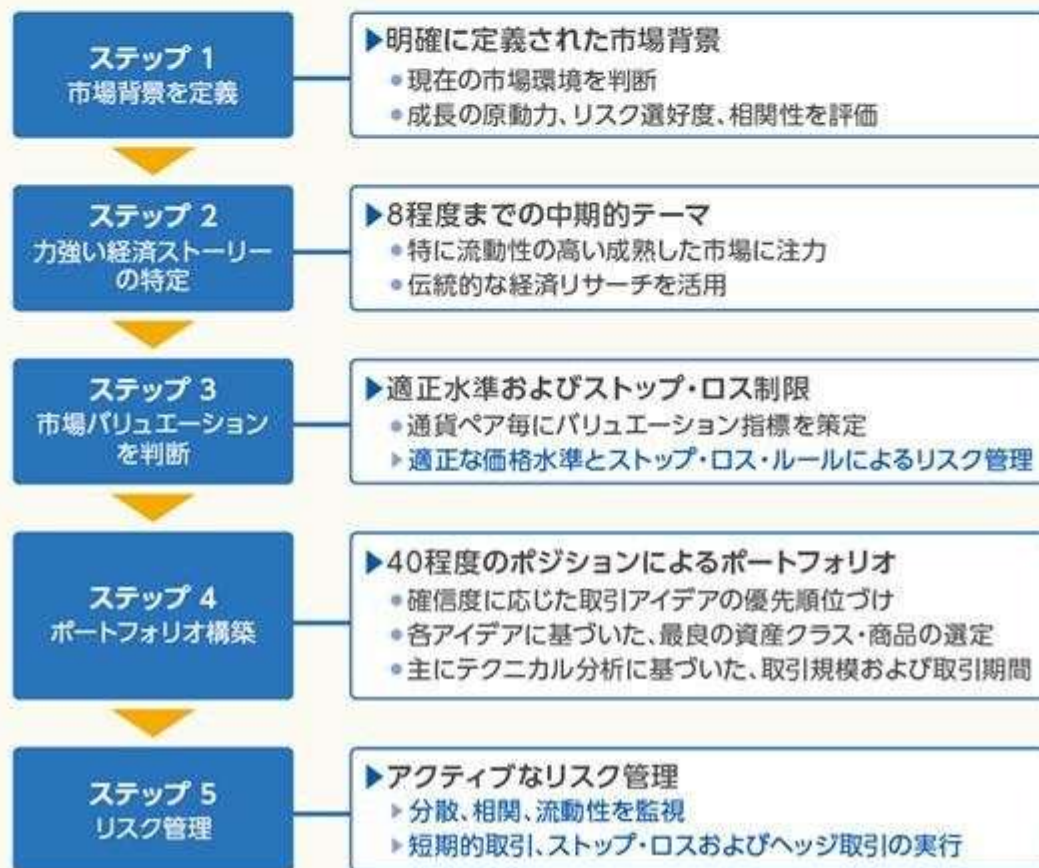 ステップ 1
市場背景を定義
▶明確に定義された市場背景
●現在の市場環境を判断
●成長の原動力、リスク選好度、相関性を評価
ステップ 2
力強い経済ストーリー
の特定
▶8程度までの中期的テーマ
●特に流動性の高い成熟した市場に注力
●伝統的な経済リサーチを活用
ステップ 3
市場バリュエーション
を判断
▶適正水準およびストップ・ロス制限
●通貨ペア毎にバリュエーション指標を策定
▶適正な価格水準とストップ・ロス・ルールによるリスク管理
ステップ 4
ポートフォリオ構築
▶40程度のポジションによるポートフォリオ
●確信度に応じた取引アイデアの優先順位づけ
●各アイデアに基づいた、最良の資産クラス・商品の選定
●主にテクニカル分析に基づいた、取引規模および取引期間
ステップ 5
リスク管理
▶アクティブなリスク管理
▶分散、相関、流動性を監視
▶短期的取引、ストップ・ロスおよびヘッジ取引の実行